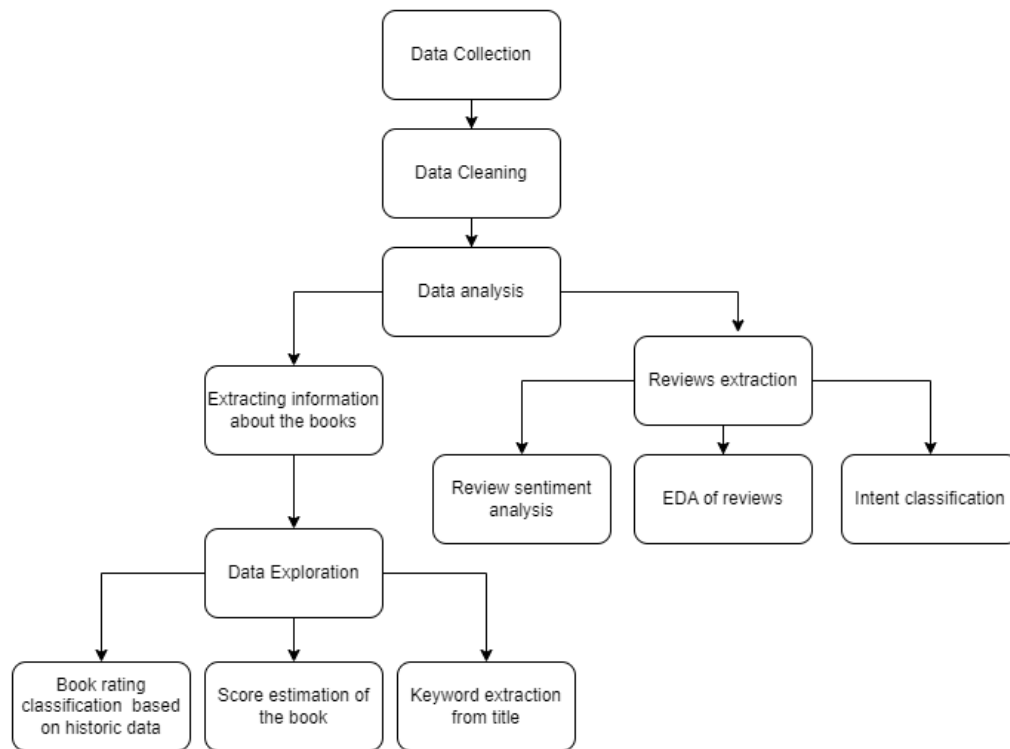 Data Collection
Data Cleaning
Data analysis
Extracting information
about the books
Reviews extraction
Review sentiment
analysis
EDA of reviews
Intent classification
Data Exploration
Book rating
classification based
on historic data
Score estimation of
the book
Keyword extraction
from title